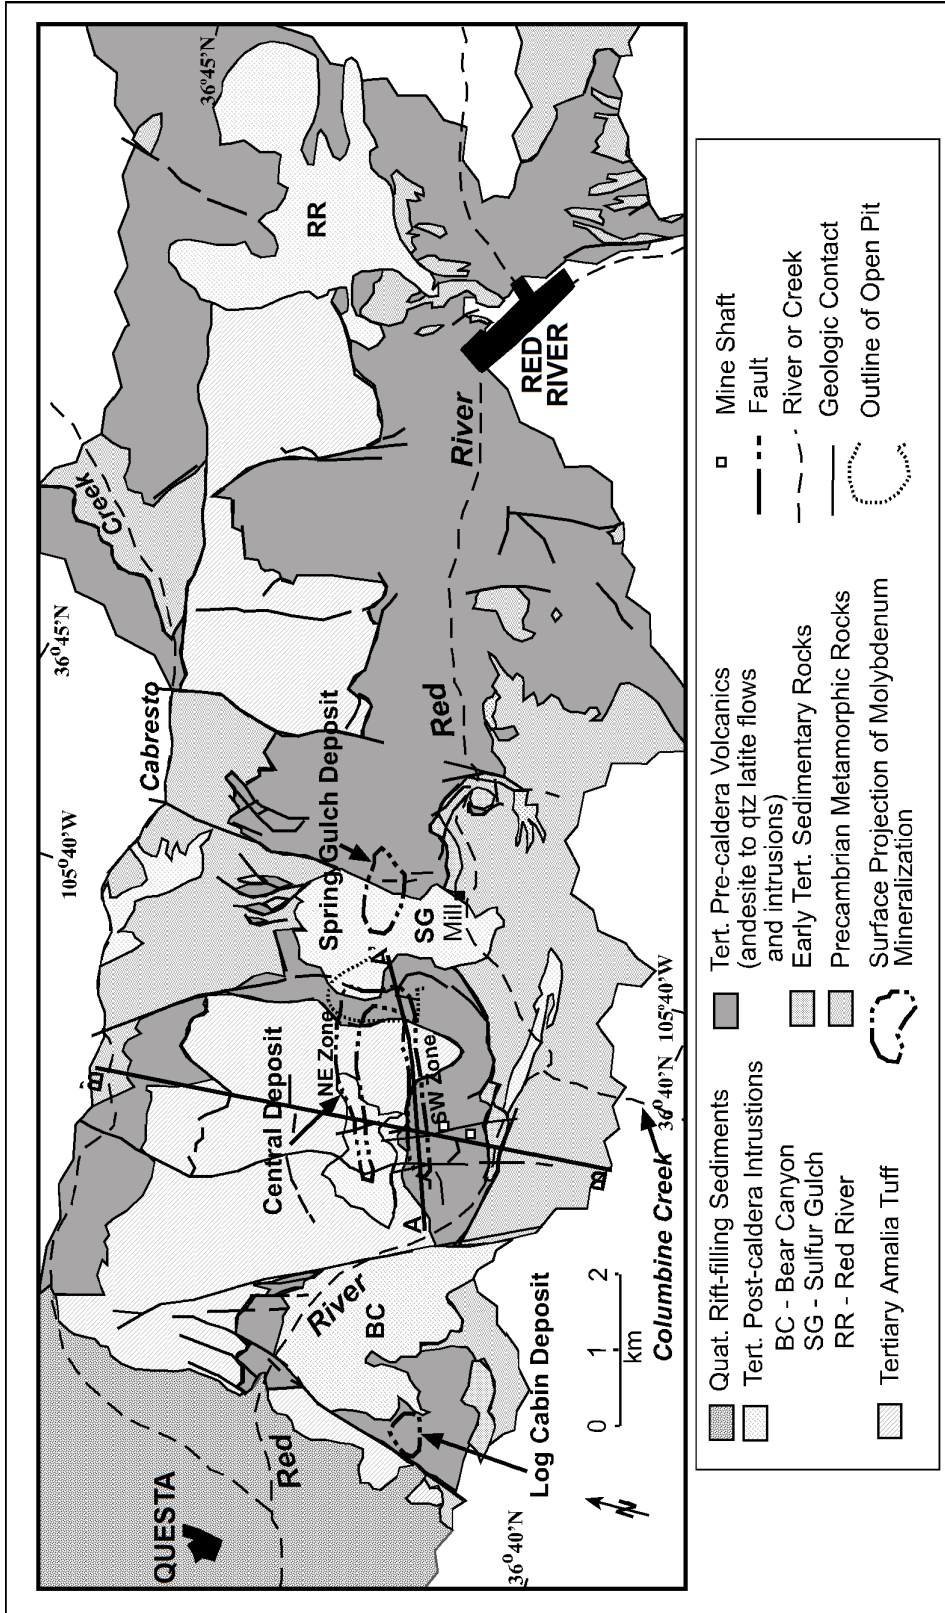 QUESTA
Red
River
BC
Log Cabin Deposit
36°40'N
N
0
1
2
km
Columbine Creek
36°40'N
105°40'W
Central Deposit
NE Zone
SW Zone
A
A'
B
B'
Spring Gulch Deposit
SG
Mill
105°40'W
Cabresto
Creek
36°45'N
Red
River
RED
RIVER
RR
36°45'N
Quat. Rift-filling Sediments
Tert. Post-caldera Intrustions
BC - Bear Canyon
SG - Sulfur Gulch
RR - Red River
Tertiary Amalia Tuff
Tert. Pre-caldera Volcanics
(andesite to qtz latite flows
and intrusions)
Early Tert. Sedimentary Rocks
Precambrian Metamorphic Rocks
Surface Projection of Molybdenum
Mineralization
Mine Shaft
Fault
River or Creek
Geologic Contact
Outline of Open Pit